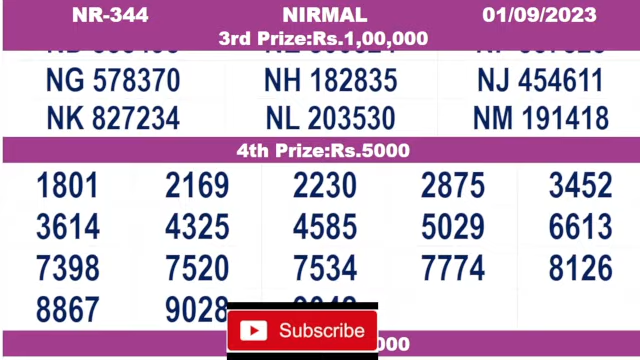 NR-344 NIRMAL 01/09/2023
3rd Prize:Rs.1,00,000
NG 578370 NH 182835 NJ 454611
NK 827234 NL 203530 NM 191418
4th Prize:Rs.5000
1801 2169 2230 2875 3452
3614 4325 4585 5029 6613
7398 7520 7534 7774 8126
8867 9028
Subscribe